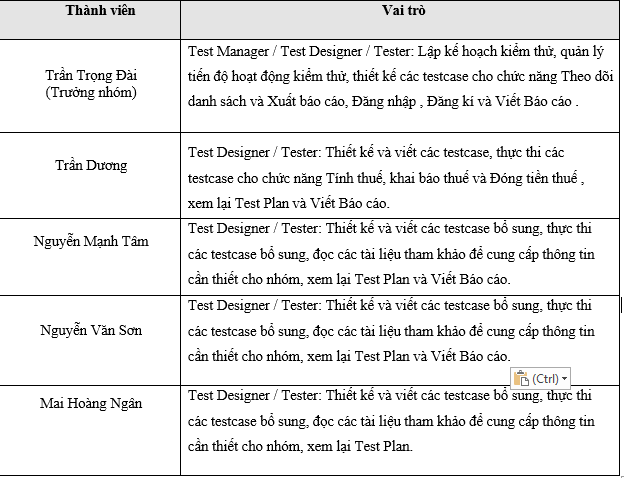 Thành viên
Vai trò
Trần Trọng Đài
(Trưởng nhóm)
Test Manager / Test Designer / Tester: Lập kế hoạch kiểm thử, quản lý
tiến độ hoạt động kiểm thử, thiết kế các testcase cho chức năng Theo dõi
danh sách và Xuất báo cáo, Đăng nhập , Đăng kí và Viết Báo cáo .
Trần Dương
Test Designer / Tester: Thiết kế và viết các testcase, thực thi các
testcase cho chức năng Tính thuế, khai báo thuế và Đóng tiền thuế ,
xem lại Test Plan và Viết Báo cáo.
Nguyễn Mạnh Tâm
Test Designer / Tester: Thiết kế và viết các testcase bổ sung, thực thi
các testcase bổ sung, đọc các tài liệu tham khảo để cung cấp thông tin
cần thiết cho nhóm, xem lại Test Plan và Viết Báo cáo.
Nguyễn Văn Sơn
Test Designer / Tester: Thiết kế và viết các testcase bổ sung, thực thi
các testcase bổ sung, đọc các tài liệu tham khảo để cung cấp thông tin
cần thiết cho nhóm, xem lại Test Plan và Viết Báo cáo.
(Ctrl)
Mai Hoàng Ngân
Test Designer / Tester: Thiết kế và viết các testcase bổ sung, thực thi
các testcase bổ sung, đọc các tài liệu tham khảo để cung cấp thông tin
cần thiết cho nhóm, xem lại Test Plan.